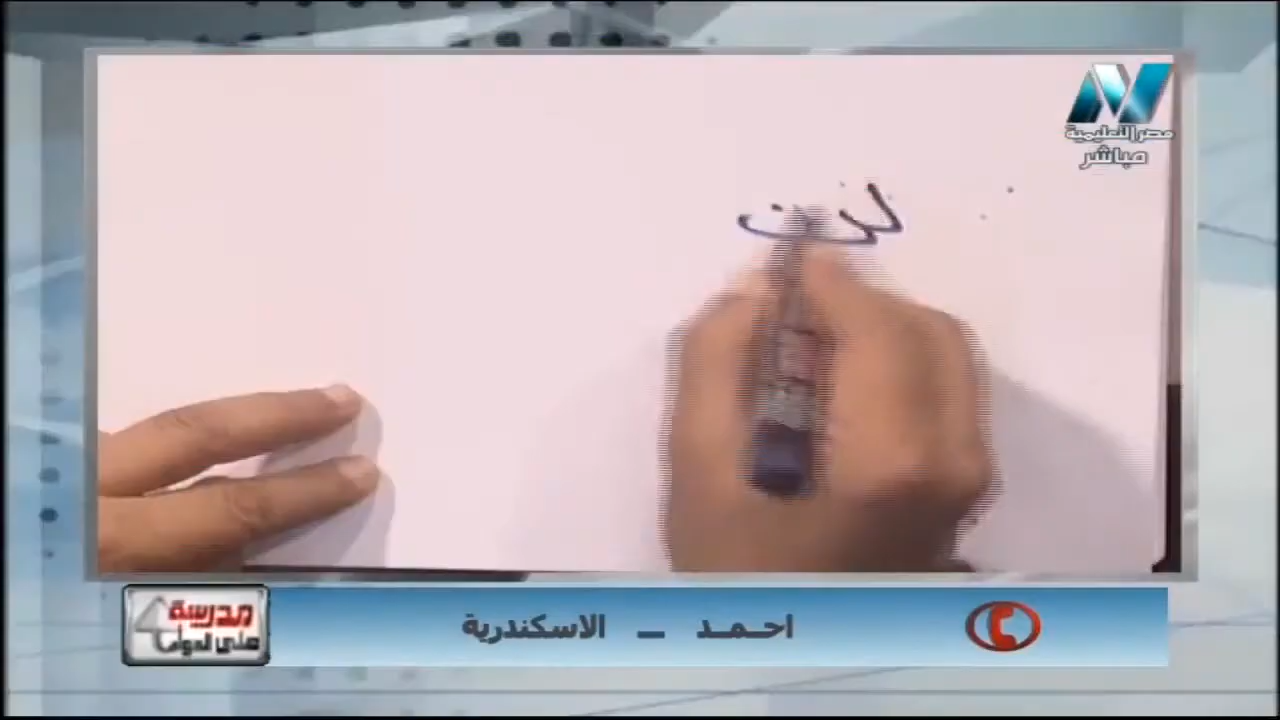 مصر التعليمية
مباشر
احمد - الاسكندرية
مدرسة
على الهواء